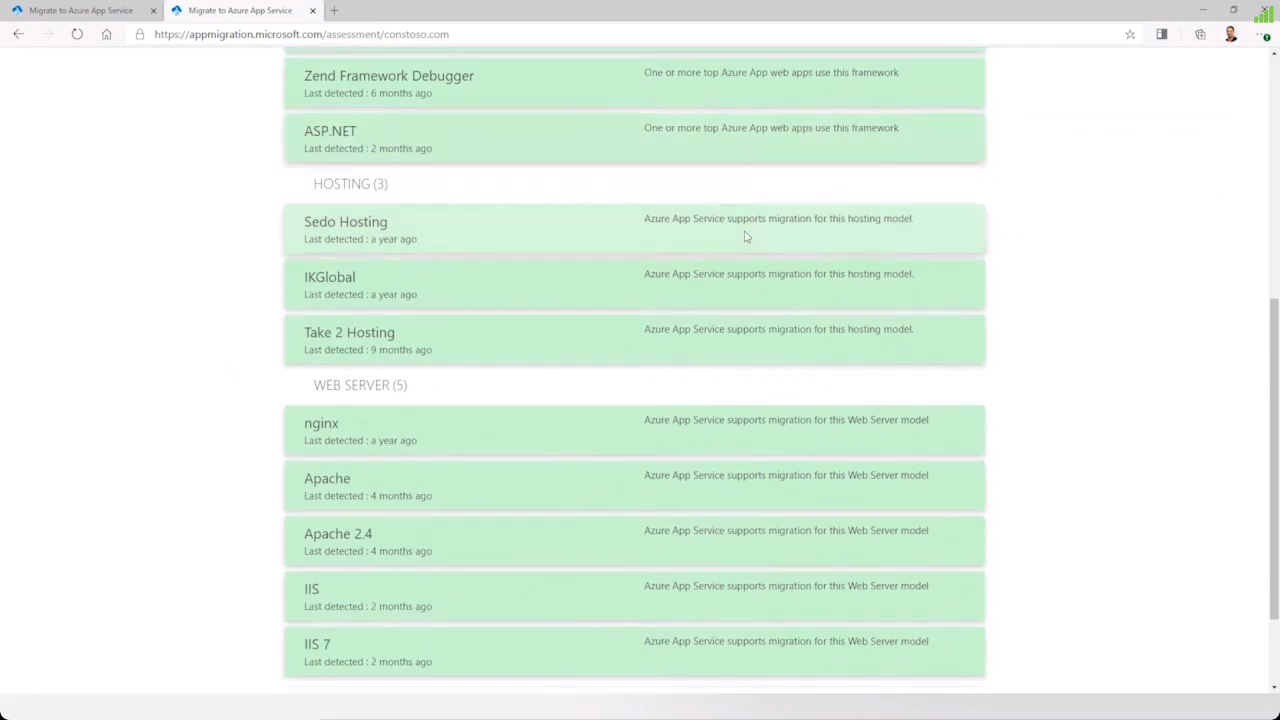 Migrate to Azure App Service
Migrate to Azure App Service
https://appmigration.microsoft.com/assessment/constoso.com
Zend Framework Debugger
One or more top Azure App web apps use this framework
Last detected : 6 months ago
ASP.NET
One or more top Azure App web apps use this framework
Last detected : 2 months ago
HOSTING (3)
Sedo Hosting
Azure App Service supports migration for this hosting model.
Last detected : a year ago
IKGlobal
Azure App Service supports migration for this hosting model.
Last detected : a year ago
Take 2 Hosting
Azure App Service supports migration for this hosting model.
Last detected : 9 months ago
WEB SERVER (5)
nginx
Azure App Service supports migration for this Web Server model
Last detected : a year ago
Apache
Azure App Service supports migration for this Web Server model
Last detected : 4 months ago
Apache 2.4
Azure App Service supports migration for this Web Server model
Last detected : 4 months ago
IIS
Azure App Service supports migration for this Web Server model
Last detected : 2 months ago
IIS 7
Azure App Service supports migration for this Web Server model
Last detected : 2 months ago